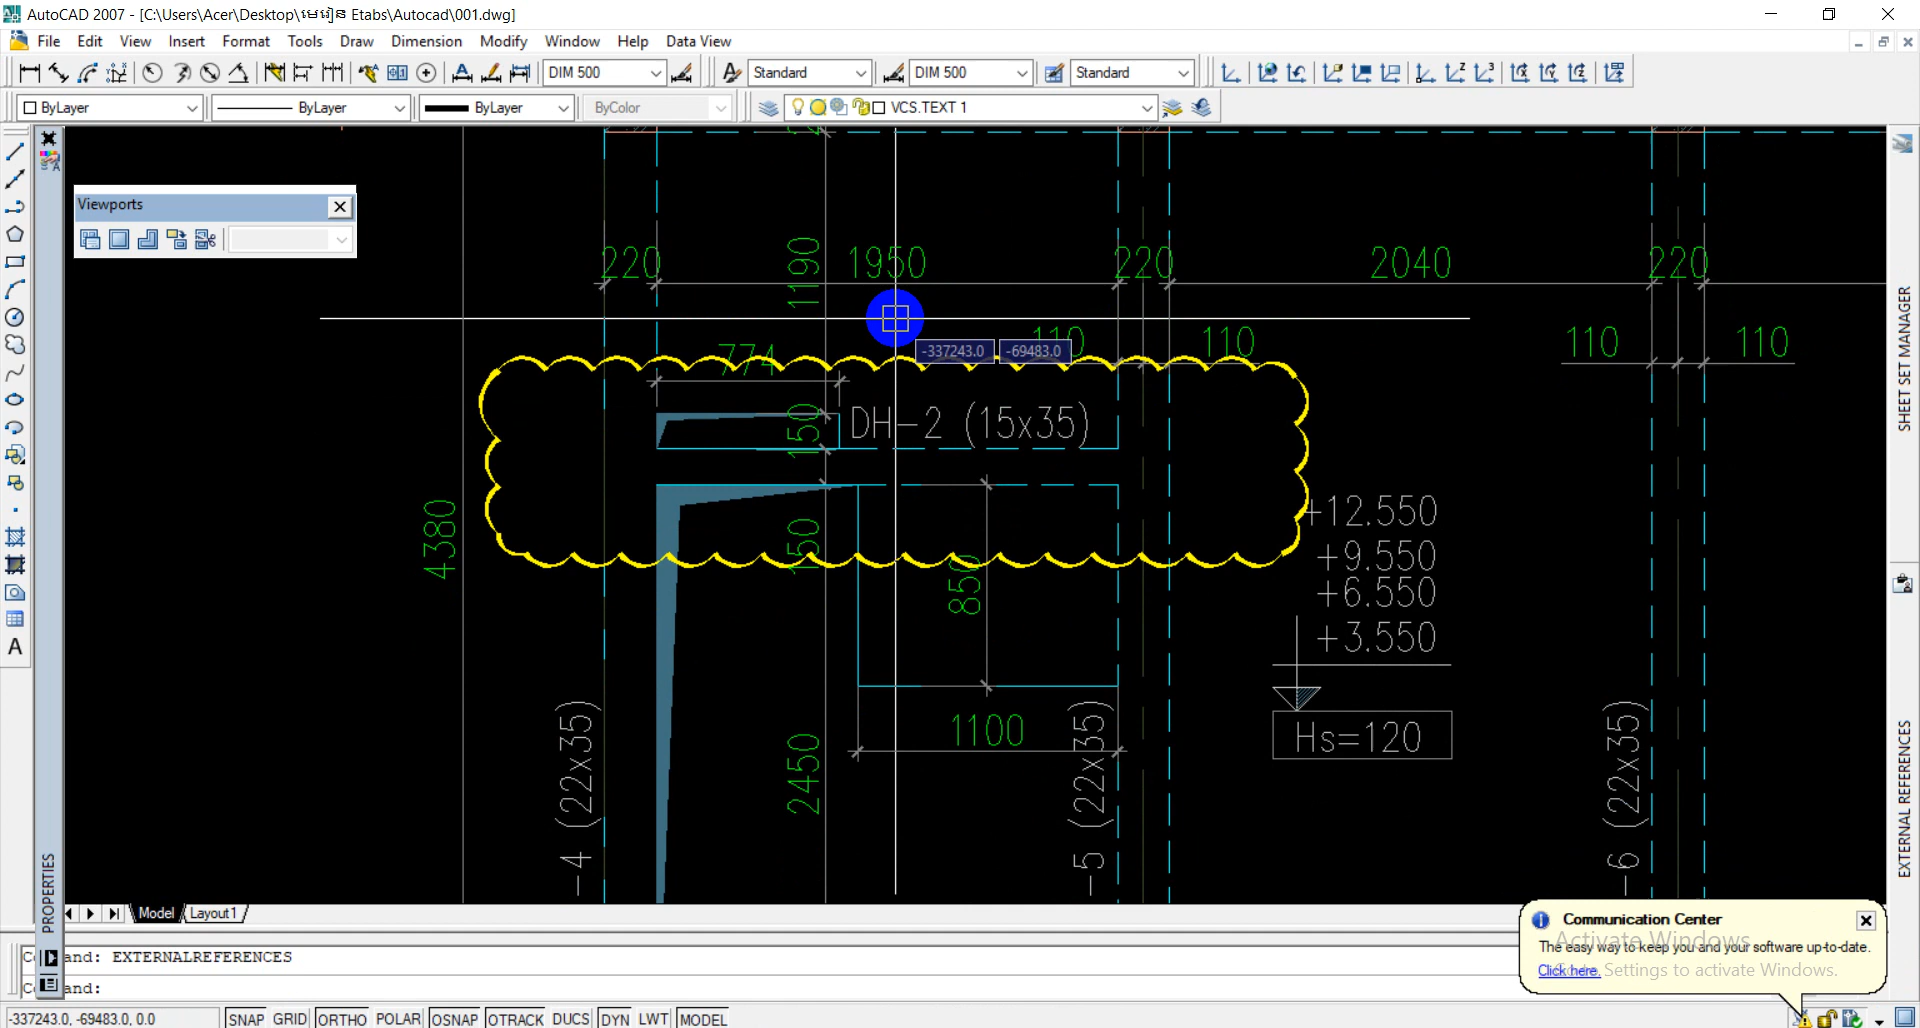 AutoCAD 2007 - [C:\Users\Acer\Desktop\មេរៀន Etabs\Autocad\001.dwg]
File Edit View Insert Format Tools Draw Dimension Modify Window Help Data View
DIM 500 Standard DIM 500 Standard
ByLayer ByLayer ByLayer ByColor VCS.TEXT 1
Viewports
220 1190 1950 220 2040 220
774 110 110 110 110
-337243.0 -69483.0
150 DH-2 (15x35)
4380 150 850
+12.550
+9.550
+6.550
+3.550
1100
Hs=120
2450
-4 (22x35)
-5 (22x35)
-6 (22x35)
SHEET SET MANAGER
EXTERNAL REFERENCES
PROPERTIES
Model Layout1
and: EXTERNALREFERENCES
and:
Communication Center
The easy way to keep you and your software up-to-date.
Click here.
Activate Windows
Settings to activate Windows.
-337243.0, -69483.0, 0.0 SNAP GRID ORTHO POLAR OSNAP OTRACK DUCS DYN LWT MODEL